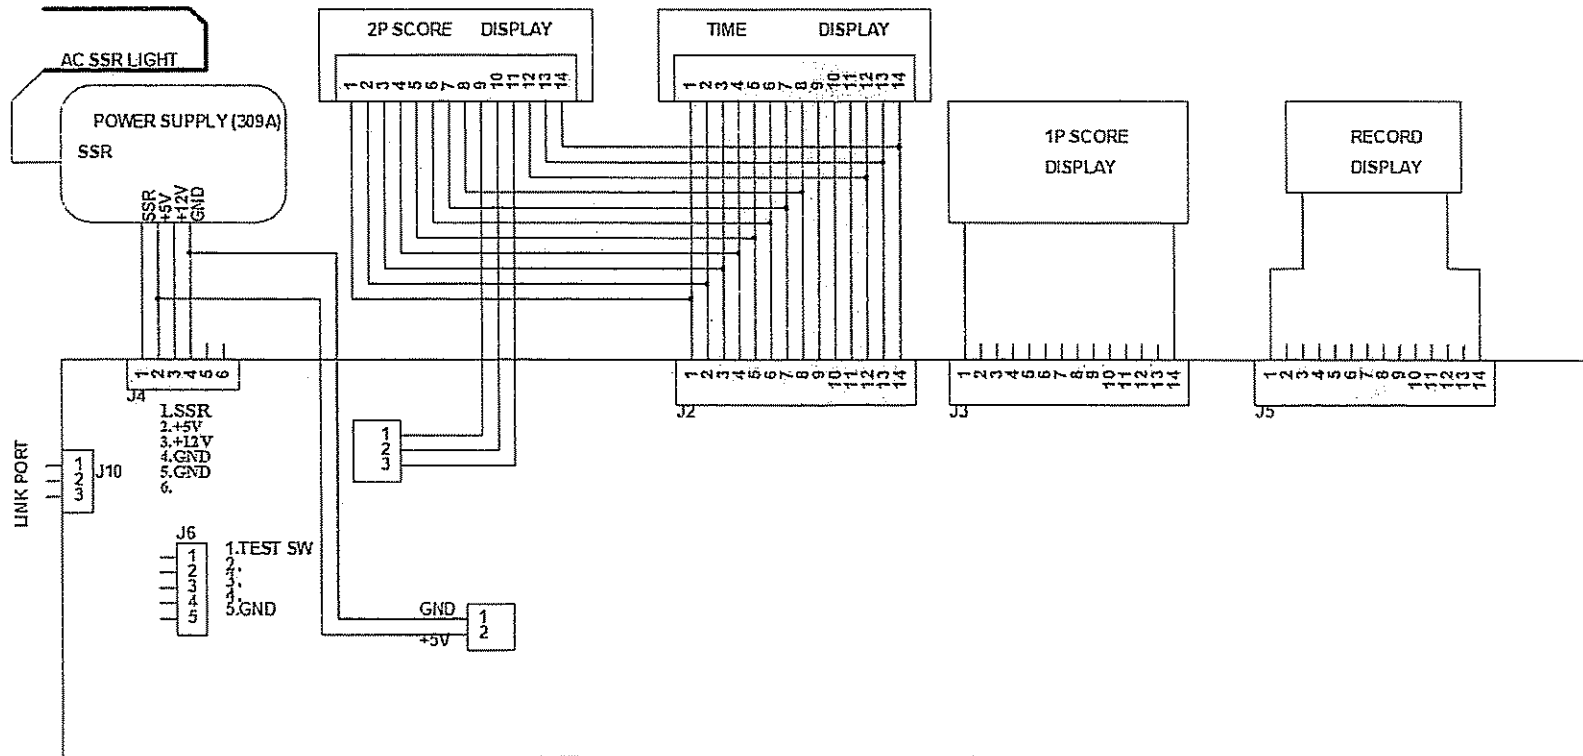 AC SSR LIGHT
POWER SUPPLY (309A)
SSR
SSR
+5V
+12V
GND
2P SCORE DISPLAY
1 2 3 4 5 6 7 8 9 10 11 12 13 14
TIME DISPLAY
1 2 3 4 5 6 7 8 9 10 11 12 13 14
1P SCORE
DISPLAY
RECORD
DISPLAY
1 2 3 4 5 6
J4
1.SSR
2.+5V
3.+12V
4.GND
5.GND
6.
1 2 3 4 5 6 7 8 9 10 11 12 13 14
J2
1 2 3 4 5 6 7 8 9 10 11 12 13 14
J3
1 2 3 4 5 6 7 8 9 10 11 12 13 14
J5
LINK PORT
1
2
3
J10
1
2
3
J6
1
2
3
4
5
1.TEST SW
2.
3.
4.
5.GND
GND
+5V
1
2